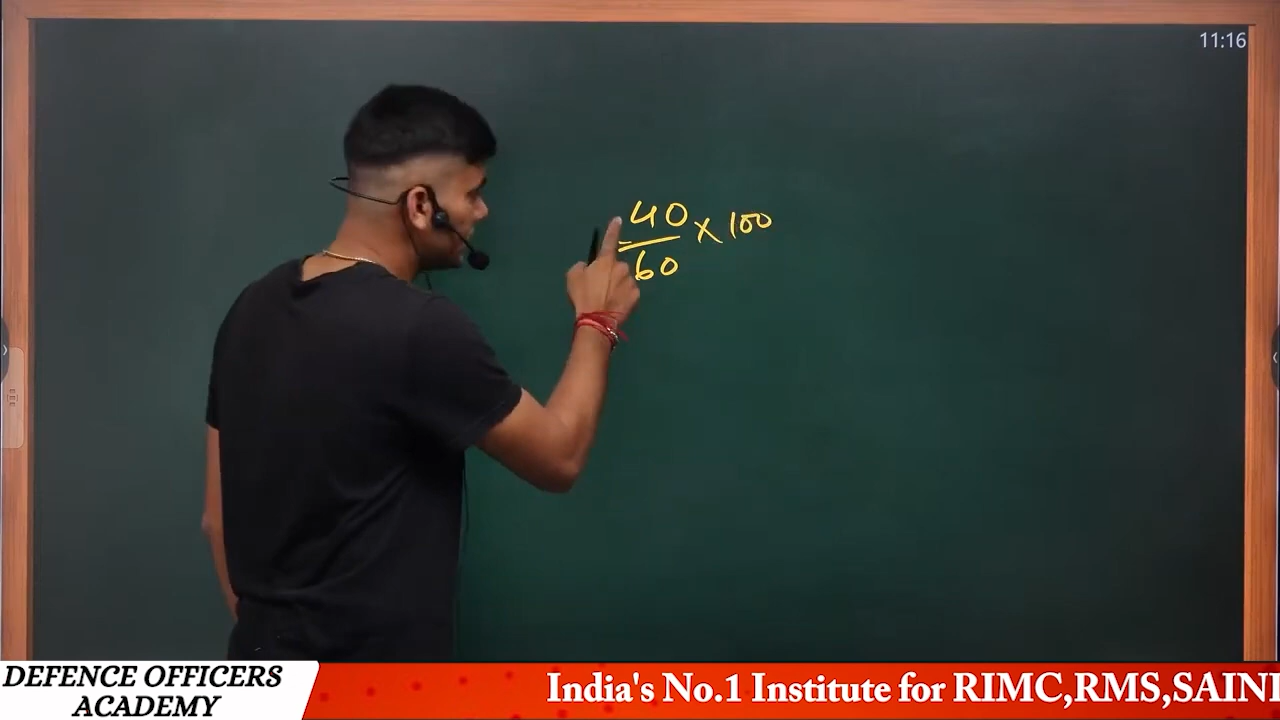 11:16
40
60 × 100
DEFENCE OFFICERS
ACADEMY
India's No.1 Institute for RIMC,RMS,SAINI